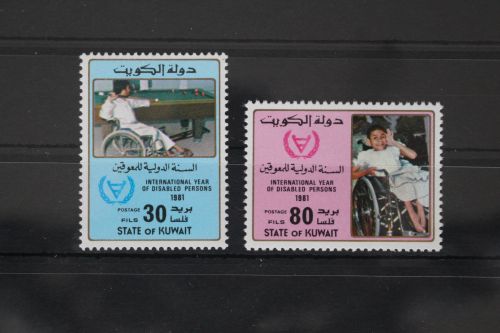 دولة الكويت
السنة الدولية للمعوقين
INTERNATIONAL YEAR
OF DISABLED PERSONS
1981
POSTAGE 30 بريد
FILS فلسا
STATE OF KUWAIT
دولة الكويت
السنة الدولية للمعوقين
INTERNATIONAL YEAR
OF DISABLED PERSONS
1981
POSTAGE 80 بريد
FILS فلسا
STATE OF KUWAIT